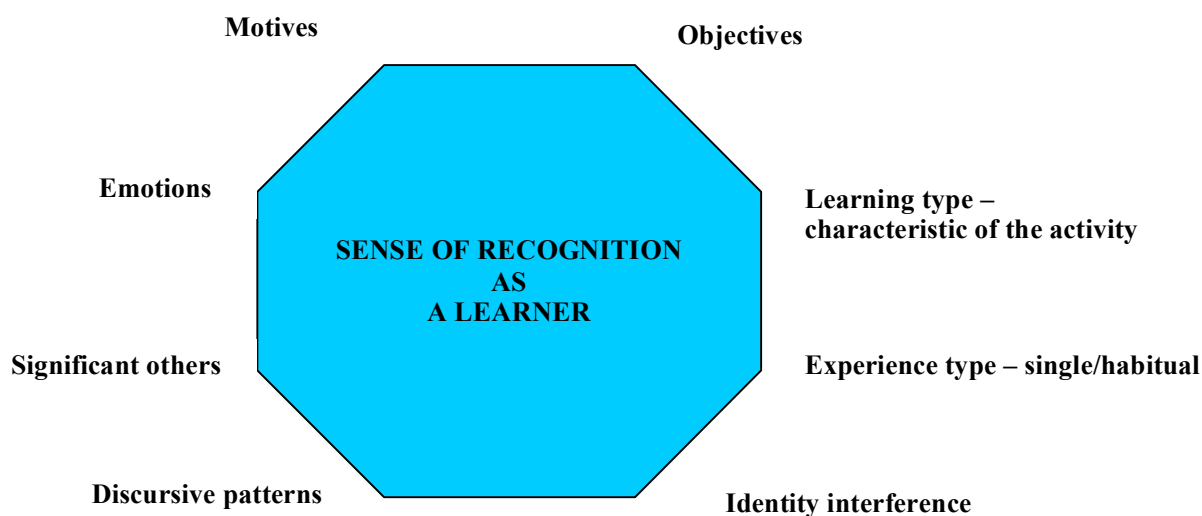 Motives
Objectives
Emotions
Learning type –
characteristic of the activity
SENSE OF RECOGNITION
AS
A LEARNER
Significant others
Experience type – single/habitual
Discursive patterns
Identity interference